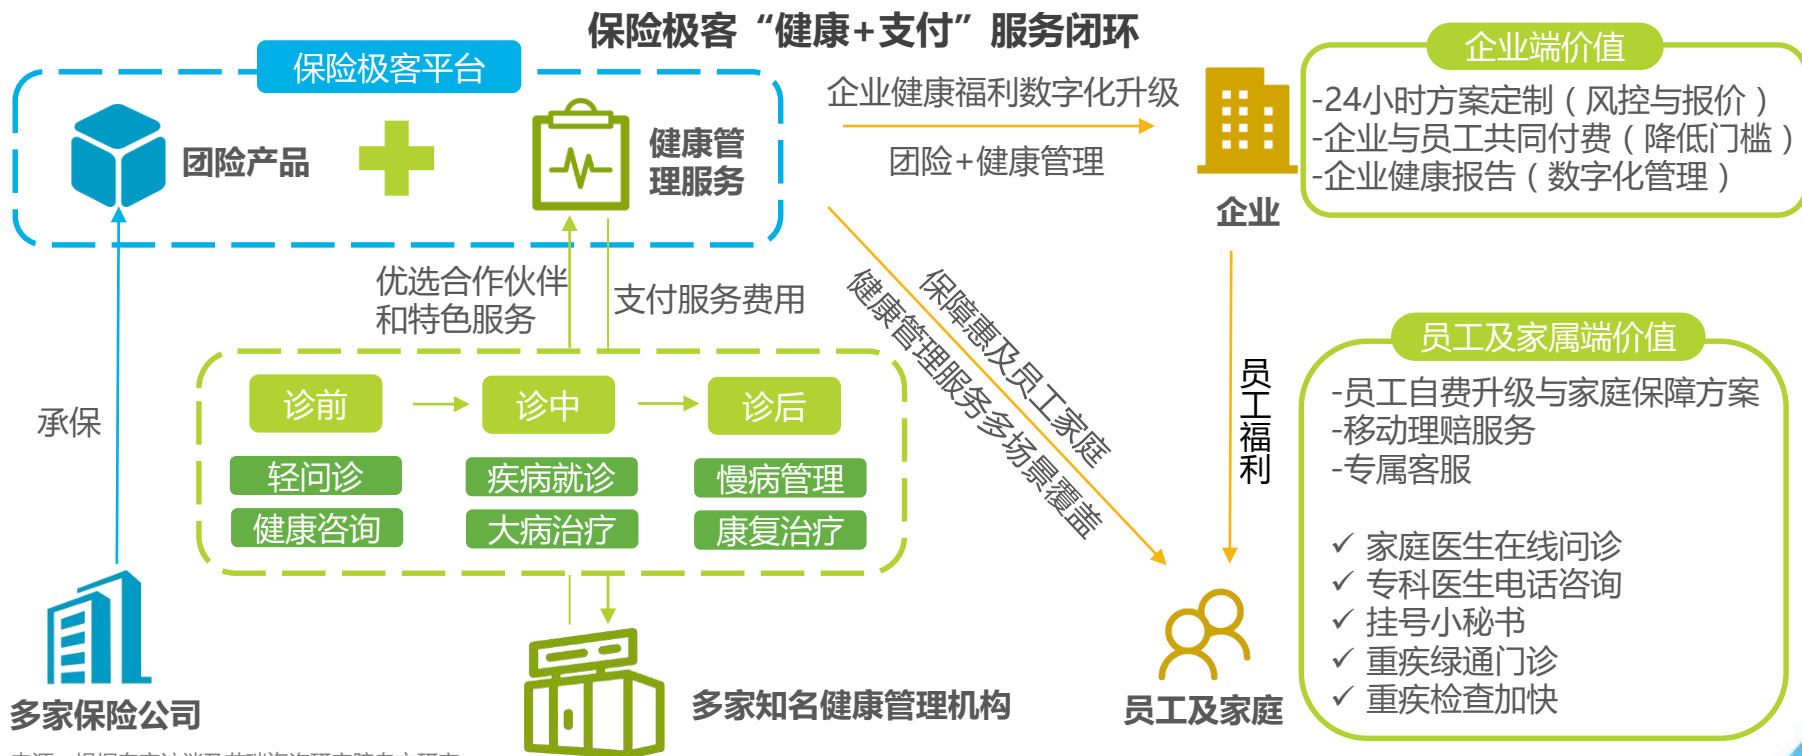 保险极客“健康+支付”服务闭环
保险极客平台
团险产品
健康管
理服务
企业健康福利数字化升级
团险+健康管理
企业
企业端价值
-24小时方案定制（风控与报价）
-企业与员工共同付费（降低门槛）
-企业健康报告（数字化管理）
优选合作伙伴
和特色服务
支付服务费用
保障惠及员工家庭
健康管理服务多场景覆盖
员工福利
承保
诊前
诊中
诊后
轻问诊
疾病就诊
慢病管理
健康咨询
大病治疗
康复治疗
员工及家属端价值
-员工自费升级与家庭保障方案
-移动理赔服务
-专属客服
✓ 家庭医生在线问诊
✓ 专科医生电话咨询
✓ 挂号小秘书
✓ 重疾绿通门诊
✓ 重疾检查加快
多家保险公司
多家知名健康管理机构
员工及家庭